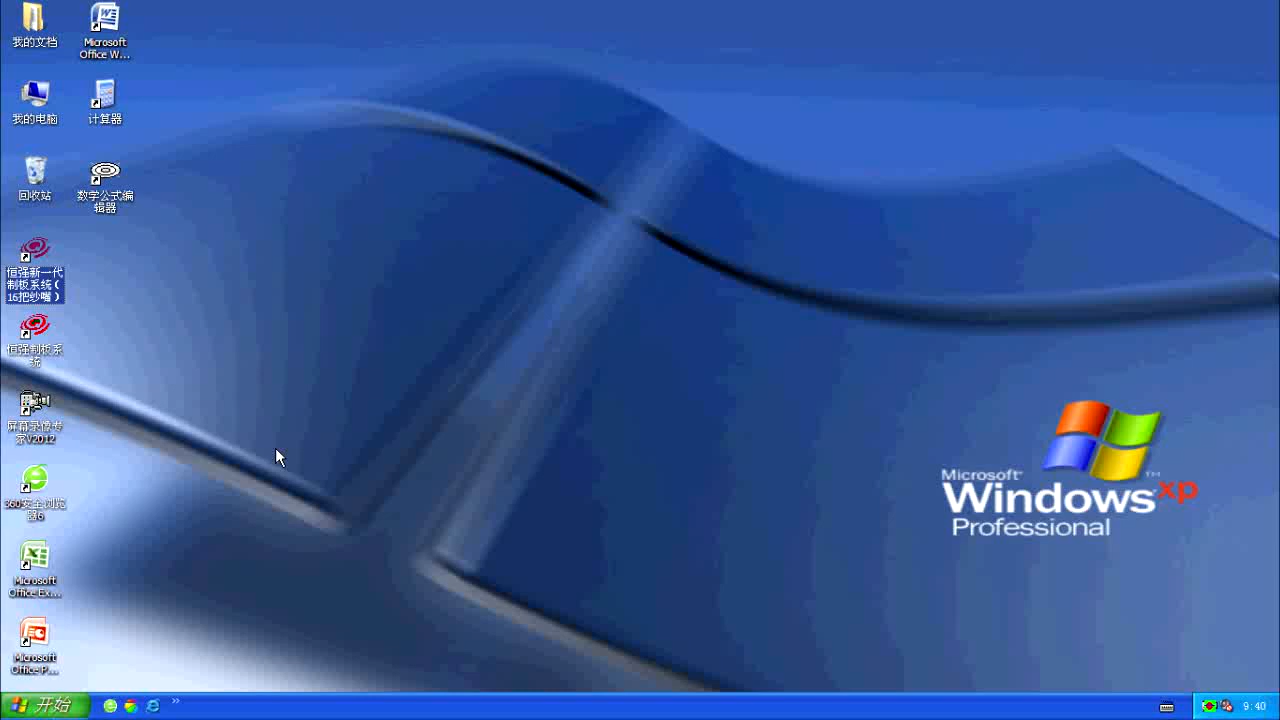 我的文档
Microsoft
Office W...
我的电脑
计算器
回收站
数学公式编
辑器
恒强新一代
制板系统(
16把纱嘴)
恒强制板系
统
屏幕录像专
家V2012
360安全浏览
器6
Microsoft
Office Ex...
Microsoft
Office P...
Microsoft
Windows xp
Professional
TM
开始
9:40